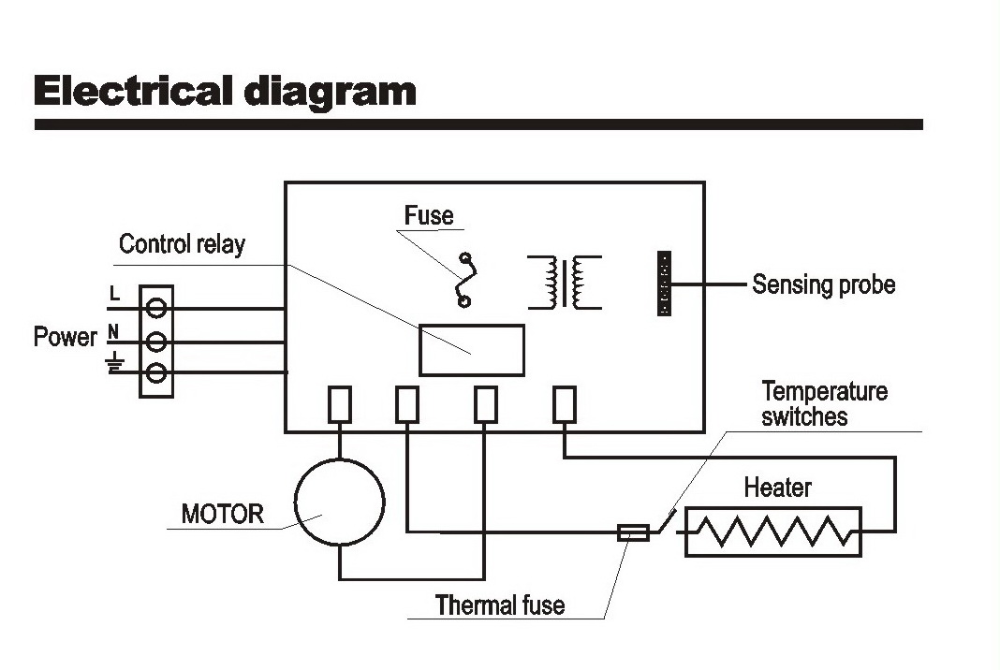 Electrical diagram
Fuse
Control relay
Sensing probe
L
Power N
Temperature
switches
Heater
MOTOR
Thermal fuse